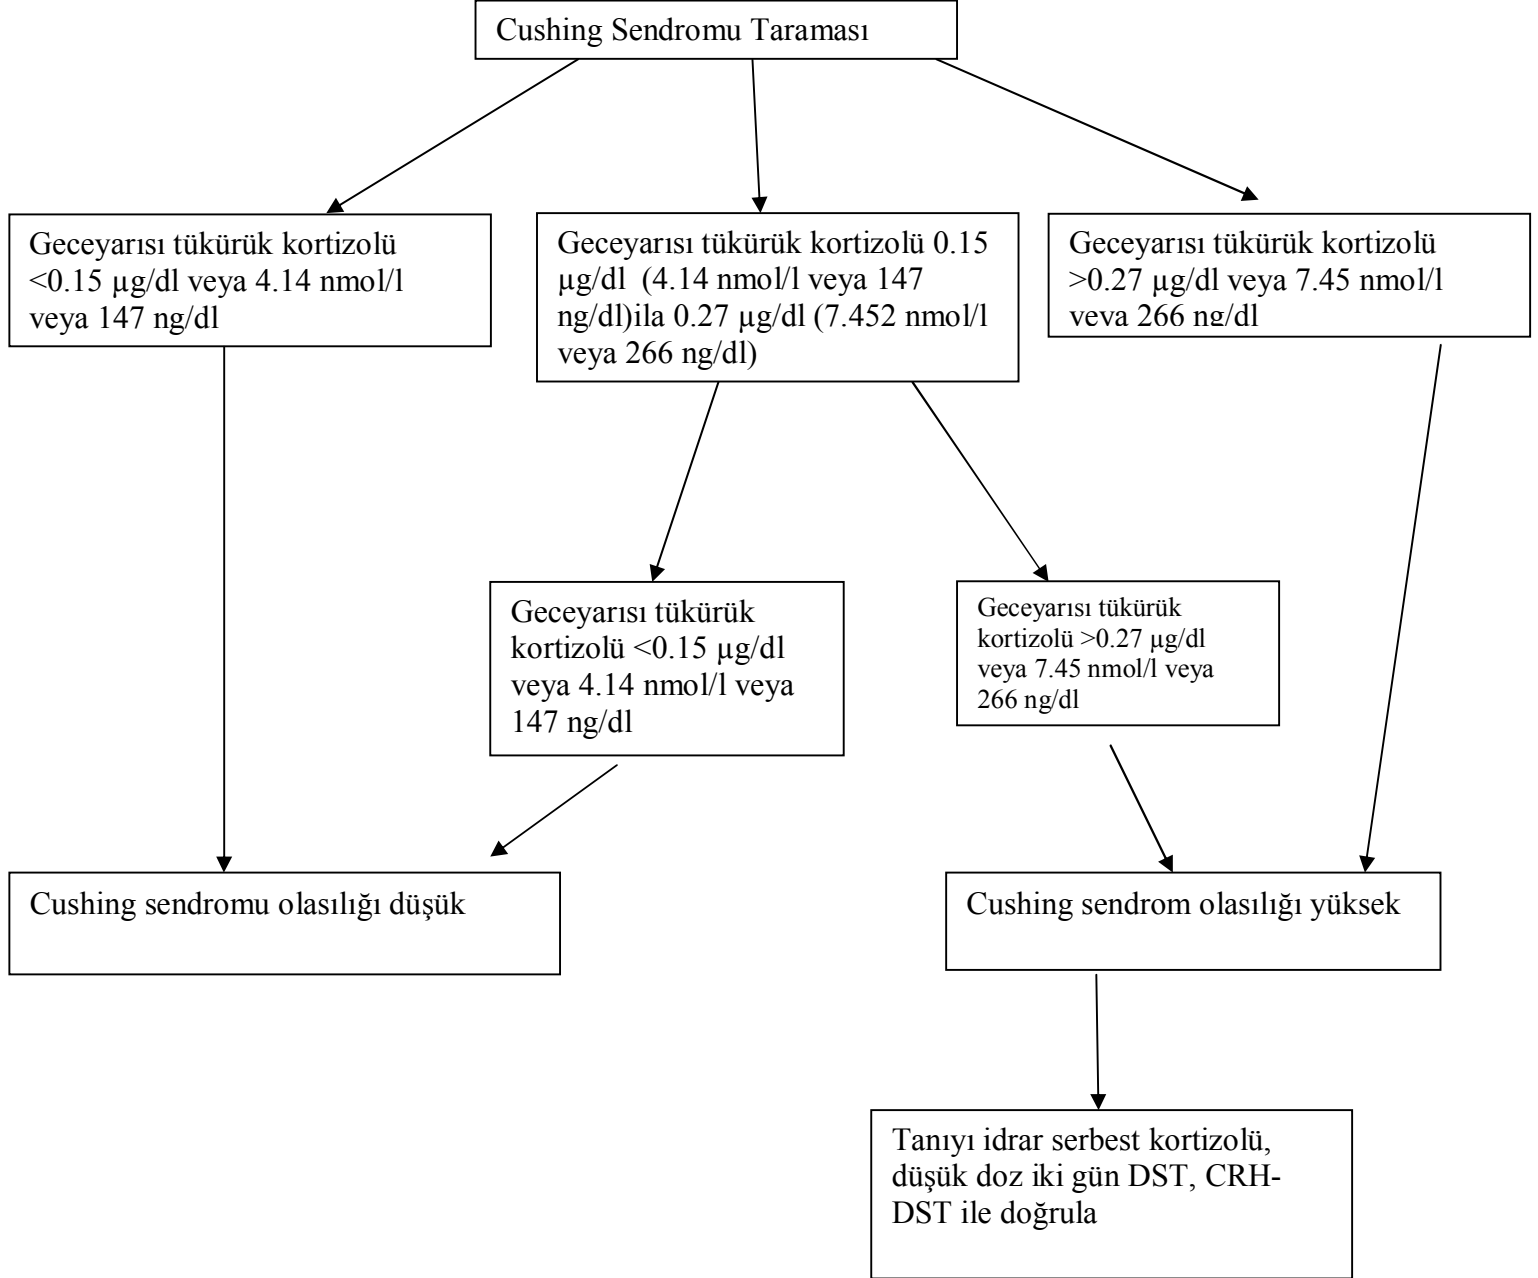 Cushing Sendromu Taraması
Geceyarısı tükürük kortizolü
<0.15 µg/dl veya 4.14 nmol/l
veya 147 ng/dl
Geceyarısı tükürük kortizolü 0.15
µg/dl  (4.14 nmol/l veya 147
ng/dl)ila 0.27 µg/dl (7.452 nmol/l
veya 266 ng/dl)
Geceyarısı tükürük kortizolü
>0.27 µg/dl veya 7.45 nmol/l
veya 266 ng/dl
Geceyarısı tükürük
kortizolü <0.15 µg/dl
veya 4.14 nmol/l veya
147 ng/dl
Geceyarısı tükürük
kortizolü >0.27 µg/dl
veya 7.45 nmol/l veya
266 ng/dl
Cushing sendromu olasılığı düşük
Cushing sendrom olasılığı yüksek
Tanıyı idrar serbest kortizolü,
düşük doz iki gün DST, CRH-
DST ile doğrula